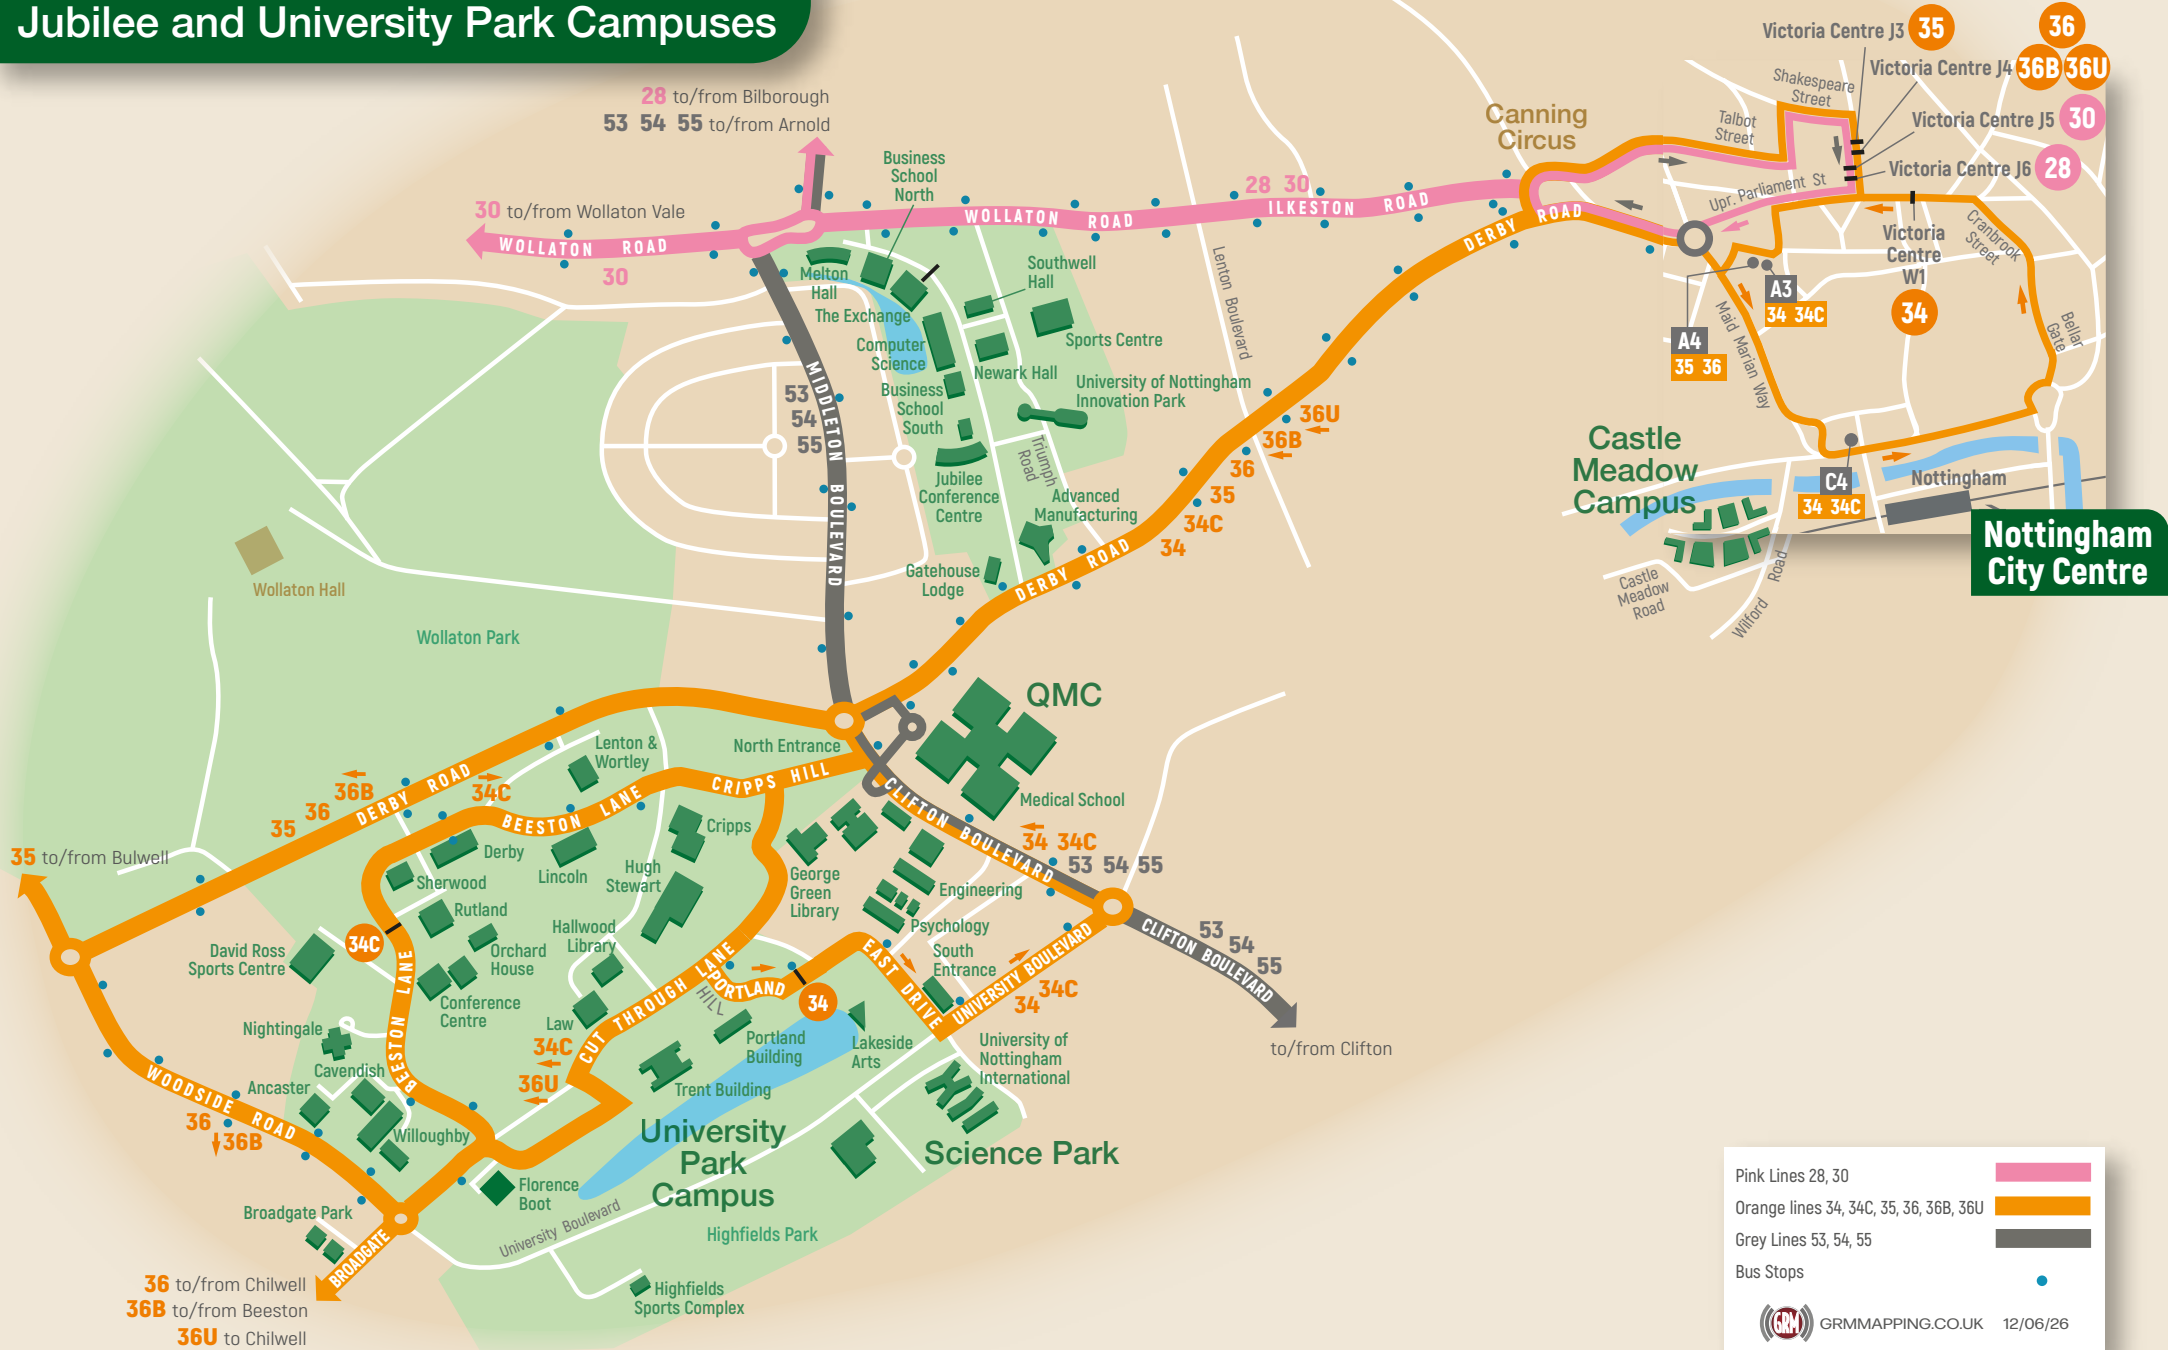 Jubilee and University Park Campuses
28 to/from Bilborough
53 54 55 to/from Arnold
30 to/from Wollaton Vale
WOLLATON ROAD
30
Business
School
North
WOLLATON ROAD
28 30
ILKESTON ROAD
Canning
Circus
DERBY ROAD
Melton
Hall
The Exchange
Computer
Science
Business
School
South
Southwell
Hall
Sports Centre
Newark Hall
University of Nottingham
Innovation Park
Jubilee
Conference
Centre
Triumph
Road
Advanced
Manufacturing
Gatehouse
Lodge
Lenton Boulevard
MIDDLETON BOULEVARD
53
54
55
36U
36B
36
35
34C
34
DERBY ROAD
Wollaton Hall
Wollaton Park
Victoria Centre J3 35
36
Victoria Centre J4 36B 36U
Victoria Centre J5 30
Victoria Centre J6 28
Shakespeare
Street
Talbot
Street
Upr. Parliament St
Victoria
Centre
W1
34
Cranbrook
Street
Bellar
Gate
A3
34 34C
A4
35 36
Maid Marian Way
C4
34 34C
Nottingham
Castle
Meadow
Campus
Castle
Meadow
Road
Wilford Road
Nottingham
City Centre
QMC
Medical School
North Entrance
Lenton &
Wortley
CRIPPS HILL
BEESTON LANE
36B
36
35
DERBY ROAD
34C
35 to/from Bulwell
Derby
Sherwood
Lincoln
Cripps
Hugh
Stewart
Rutland
Orchard
House
Hallwood
Library
David Ross
Sports Centre
34C
Conference
Centre
Nightingale
Cavendish
Ancaster
Willoughby
BEESTON LANE
Law
34C
36U
CUT THROUGH LANE
PORTLAND
HILL
34
Portland
Building
Trent Building
Lakeside
Arts
George
Green
Library
Engineering
Psychology
South
Entrance
EAST DRIVE
UNIVERSITY BOULEVARD
34 34C
CLIFTON BOULEVARD
34 34C
53 54 55
CLIFTON BOULEVARD
53
54
55
to/from Clifton
University of
Nottingham
International
Science Park
University
Park
Campus
Highfields Park
University Boulevard
Highfields
Sports Complex
Florence
Boot
WOODSIDE ROAD
36
36B
Broadgate Park
BROADGATE
36 to/from Chilwell
36B to/from Beeston
36U to Chilwell
Pink Lines 28, 30
Orange lines 34, 34C, 35, 36, 36B, 36U
Grey Lines 53, 54, 55
Bus Stops
GRM
GRMMAPPING.CO.UK 12/06/26